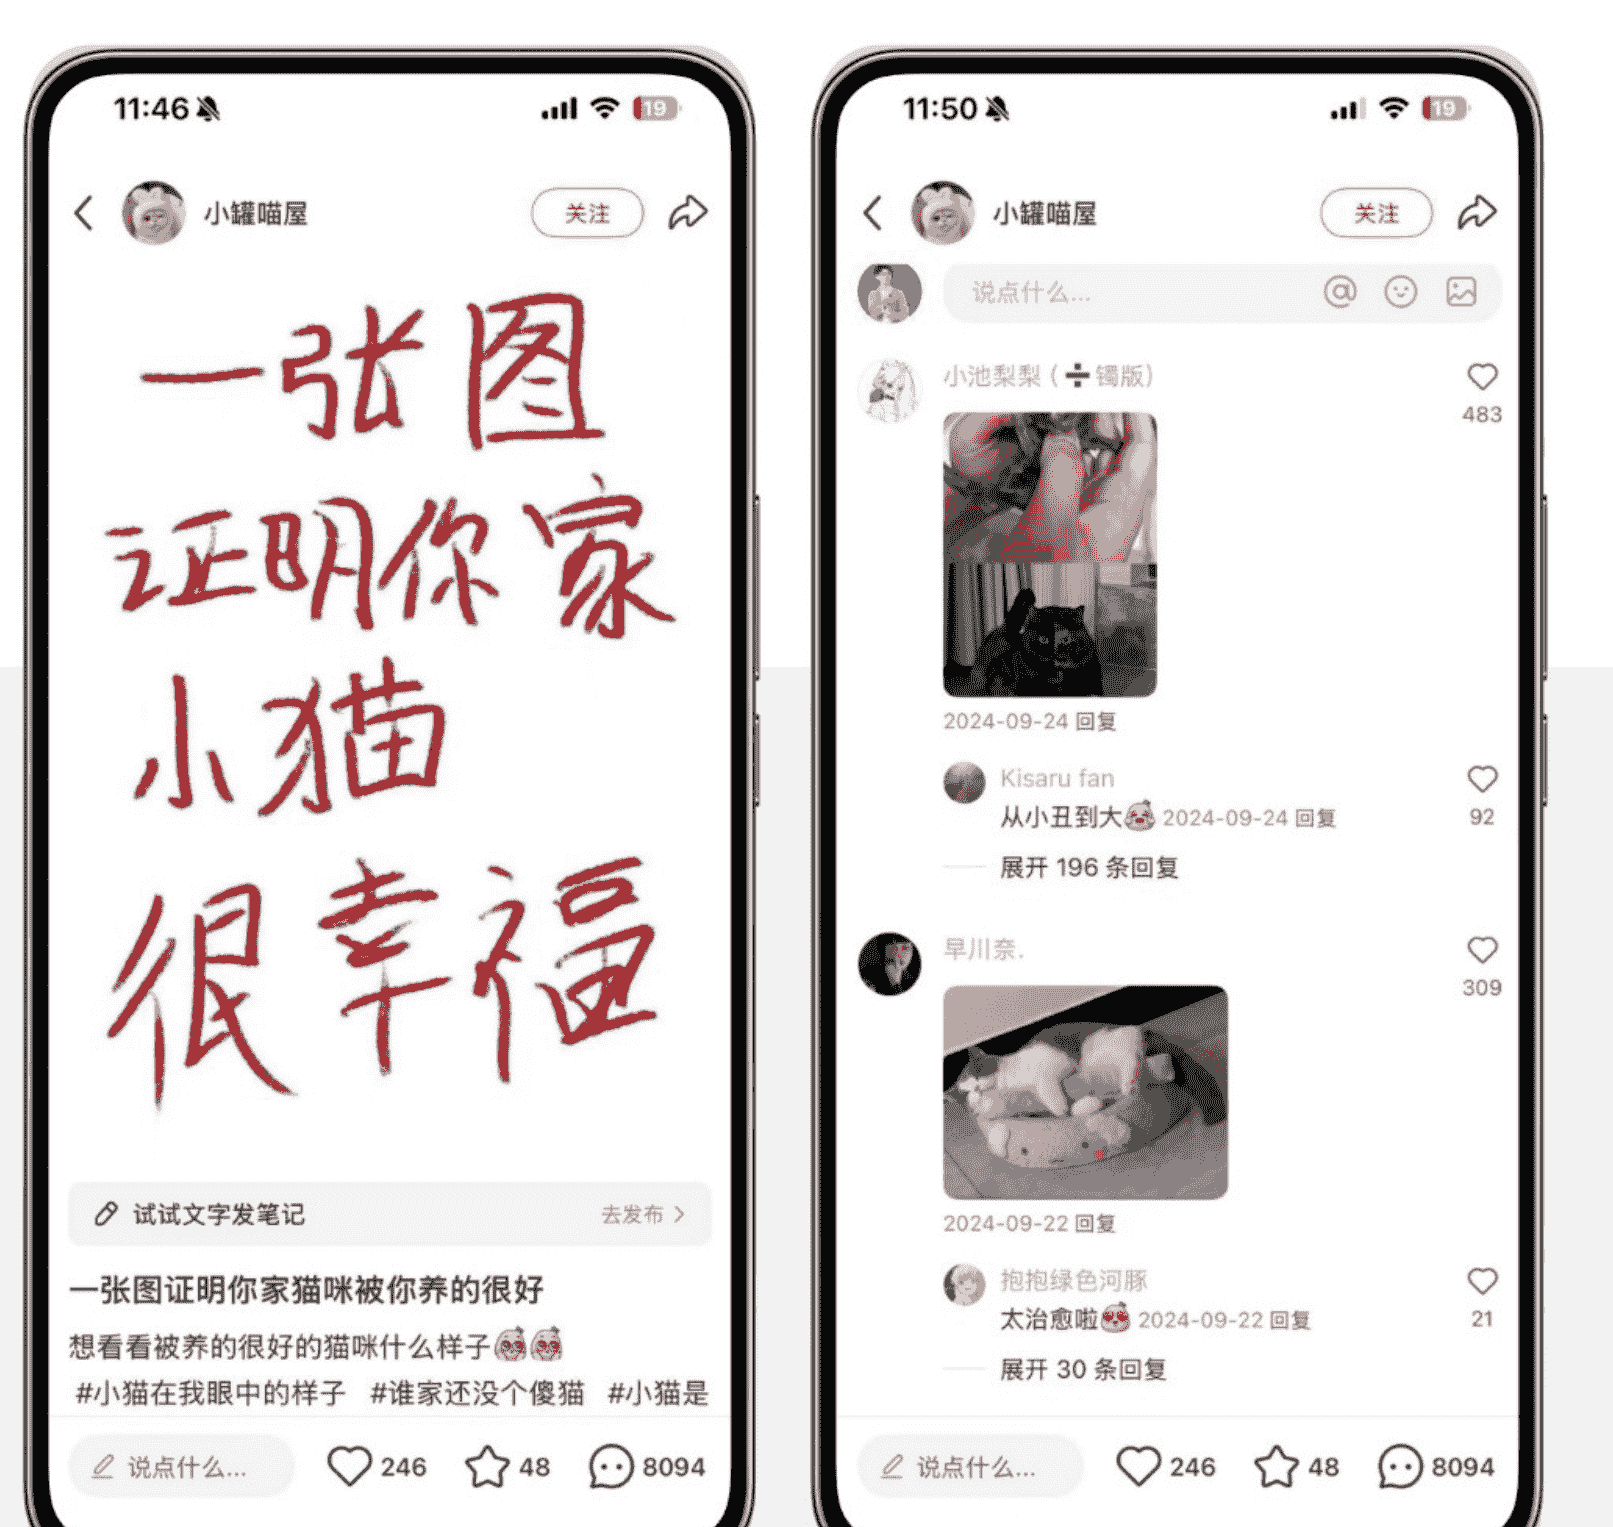 11:46
19
小罐喵屋
关注
一张图
证明你家
小猫
很幸福
试试文字发笔记
去发布
一张图证明你家猫咪被你养的很好
想看看被养的很好的猫咪什么样子
#小猫在我眼中的样子 #谁家还没个傻猫 #小猫是
说点什么...
246
48
8094
11:50
19
小罐喵屋
关注
说点什么...
小池梨梨(➗镯版)
483
2024-09-24 回复
Kisaru fan
从小丑到大 2024-09-24 回复
92
展开 196 条回复
早川奈.
309
2024-09-22 回复
抱抱绿色河豚
太治愈啦 2024-09-22 回复
21
展开 30 条回复
说点什么...
246
48
8094